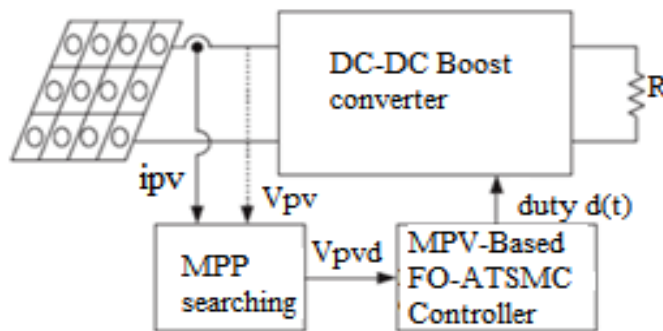 DC-DC Boost
converter
R
ipv
Vpv
duty d(t)
MPP
searching
Vpvd
MPV-Based
FO-ATSMC
Controller